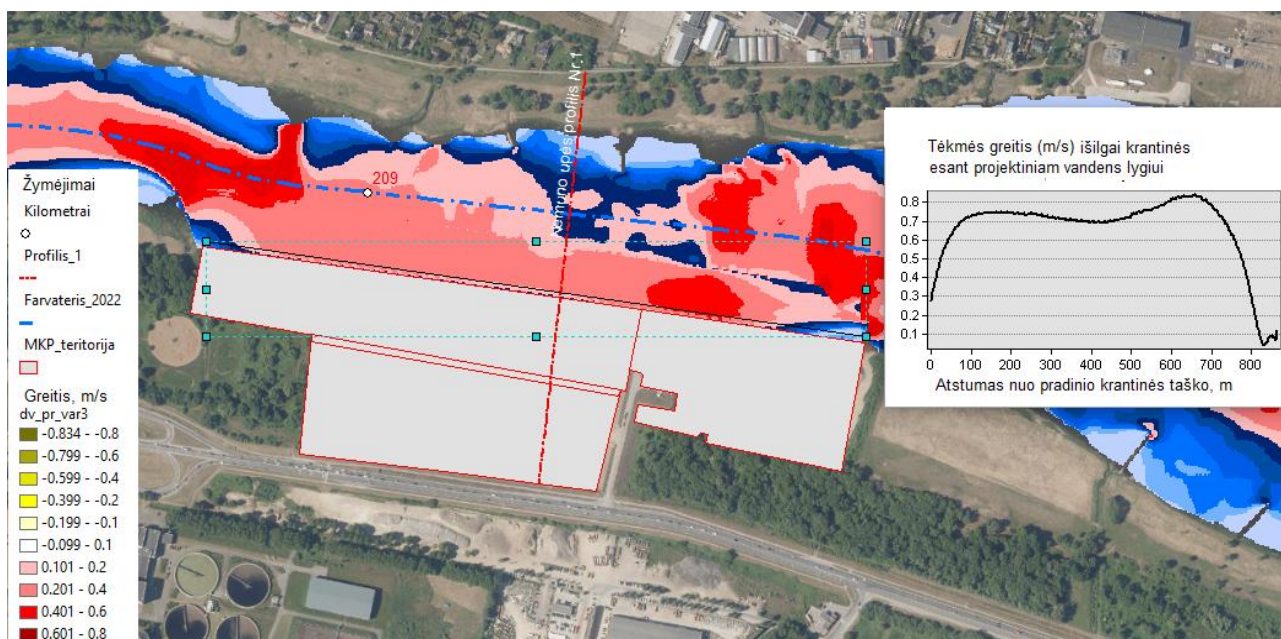 Nemuno upės profilis Nr.1
209
Žymėjimai
Kilometrai
Profilis_1
Farvateris_2022
MKP_teritorija
Greitis, m/s
dv_pr_var3
-0.834 - -0.8
-0.799 - -0.6
-0.599 - -0.4
-0.399 - -0.2
-0.199 - -0.1
-0.099 - 0.1
0.101 - 0.2
0.201 - 0.4
0.401 - 0.6
0.601 - 0.8
Tėkmės greitis (m/s) išilgai krantinės
esant projektiniam vandens lygiui
0.8
0.7
0.6
0.5
0.4
0.3
0.2
0.1
0 100 200 300 400 500 600 700 800
Atstumas nuo pradinio krantinės taško, m